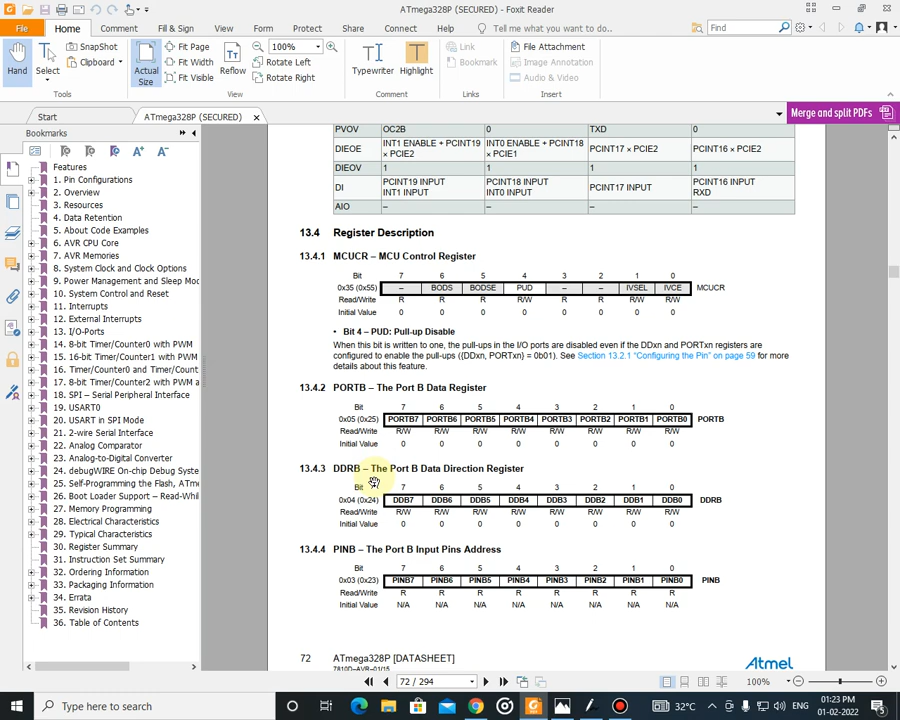 ATmega328P (SECURED) - Foxit Reader
File Home Comment Fill & Sign View Form Protect Share Connect Help Tell me what you want to do.. Find
Hand
Select
SnapShot
Clipboard
Actual
Size
Fit Page
Fit Width
Fit Visible
Reflow
100%
Rotate Left
Rotate Right
Typewriter
Highlight
Link
Bookmark
File Attachment
Image Annotation
Audio & Video
Tools View Comment Links Insert
Start ATmega328P (SECURED) Merge and split PDFs
Bookmarks
Features
1. Pin Configurations
2. Overview
3. Resources
4. Data Retention
5. About Code Examples
6. AVR CPU Core
7. AVR Memories
8. System Clock and Clock Options
9. Power Management and Sleep Mod
10. System Control and Reset
11. Interrupts
12. External Interrupts
13. I/O-Ports
14. 8-bit Timer/Counter0 with PWM
15. 16-bit Timer/Counter1 with PWM
16. Timer/Counter0 and Timer/Count
17. 8-bit Timer/Counter2 with PWM a
18. SPI – Serial Peripheral Interface
19. USART0
20. USART in SPI Mode
21. 2-wire Serial Interface
22. Analog Comparator
23. Analog-to-Digital Converter
24. debugWIRE On-chip Debug System
25. Self-Programming the Flash, ATm
26. Boot Loader Support – Read-Whil
27. Memory Programming
28. Electrical Characteristics
29. Typical Characteristics
30. Register Summary
31. Instruction Set Summary
32. Ordering Information
33. Packaging Information
34. Errata
35. Revision History
36. Table of Contents
PVOV OC2B 0 TXD 0
DIEOE INT1 ENABLE + PCINT19 × PCIE2 INT0 ENABLE + PCINT18 × PCIE1 PCINT17 × PCIE2 PCINT16 × PCIE2
DIEOV 1 1 1 1
DI PCINT19 INPUT INT1 INPUT PCINT18 INPUT INT0 INPUT PCINT17 INPUT PCINT16 INPUT RXD
AIO – – – –
13.4 Register Description
13.4.1 MCUCR – MCU Control Register
Bit 7 6 5 4 3 2 1 0
0x35 (0x55) – BODS BODSE PUD – – IVSEL IVCE MCUCR
Read/Write R R R R/W R R R/W R/W
Initial Value 0 0 0 0 0 0 0 0
• Bit 4 – PUD: Pull-up Disable
When this bit is written to one, the pull-ups in the I/O ports are disabled even if the DDxn and PORTxn registers are
configured to enable the pull-ups ({DDxn, PORTxn} = 0b01). See Section 13.2.1 “Configuring the Pin” on page 59 for more
details about this feature.
13.4.2 PORTB – The Port B Data Register
Bit 7 6 5 4 3 2 1 0
0x05 (0x25) PORTB7 PORTB6 PORTB5 PORTB4 PORTB3 PORTB2 PORTB1 PORTB0 PORTB
Read/Write R/W R/W R/W R/W R/W R/W R/W R/W
Initial Value 0 0 0 0 0 0 0 0
13.4.3 DDRB – The Port B Data Direction Register
Bit 7 6 5 4 3 2 1 0
0x04 (0x24) DDB7 DDB6 DDB5 DDB4 DDB3 DDB2 DDB1 DDB0 DDRB
Read/Write R/W R/W R/W R/W R/W R/W R/W R/W
Initial Value 0 0 0 0 0 0 0 0
13.4.4 PINB – The Port B Input Pins Address
Bit 7 6 5 4 3 2 1 0
0x03 (0x23) PINB7 PINB6 PINB5 PINB4 PINB3 PINB2 PINB1 PINB0 PINB
Read/Write R R R R R R R R
Initial Value N/A N/A N/A N/A N/A N/A N/A N/A
72 ATmega328P [DATASHEET]
7810D–AVR–01/15
Atmel
72 / 294 100%
Type here to search 32°C 01:23 PM
01-02-2022
5